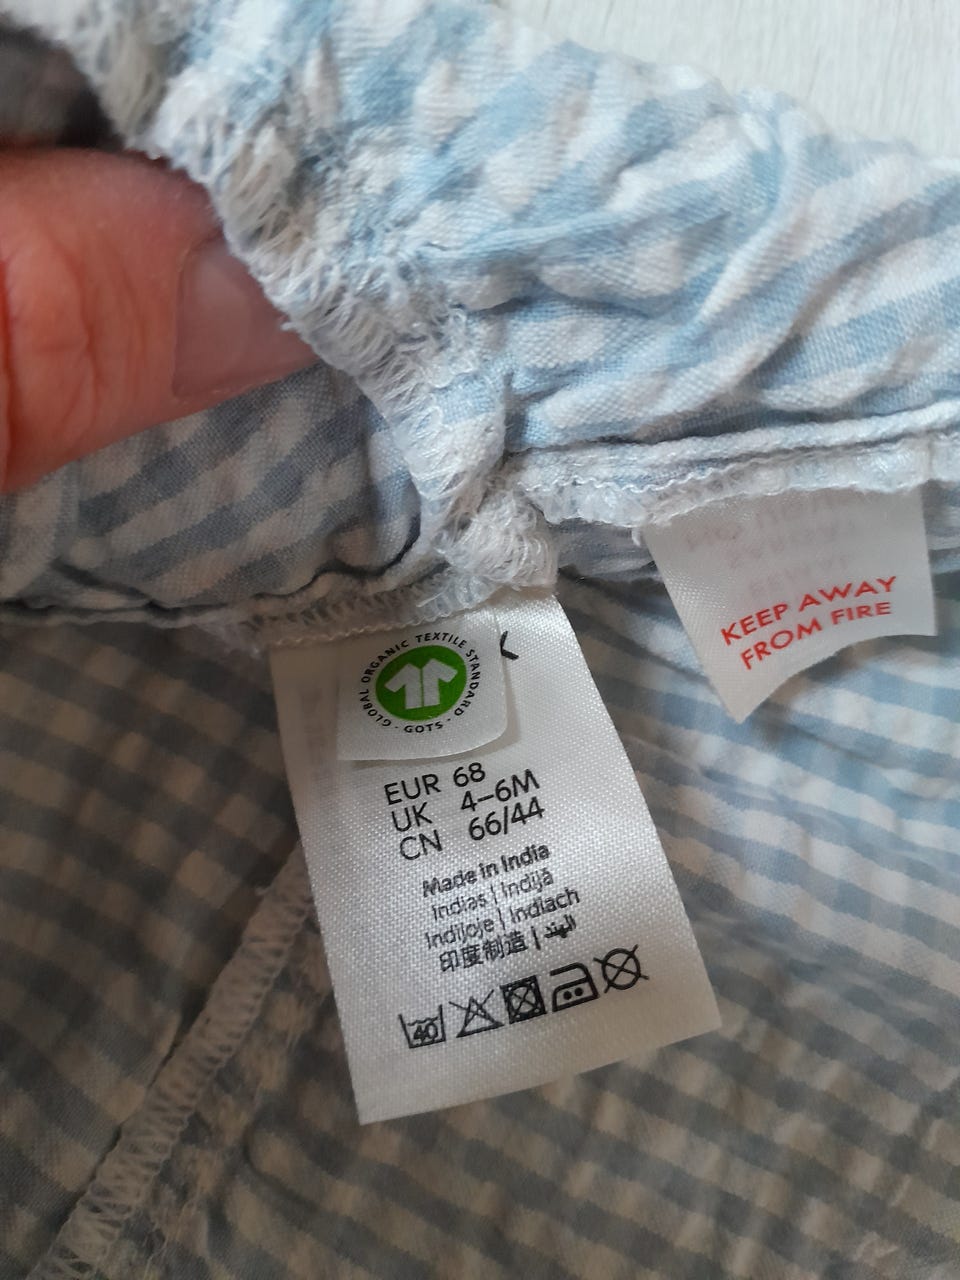 GLOBAL ORGANIC TEXTILE STANDARD · GOTS ·
EUR 68
UK 4–6M
CN 66/44
Made in India
Indias | Indijā
Indijoje | Indiach
印度制造 | الهند
40
KEEP AWAY
FROM FIRE